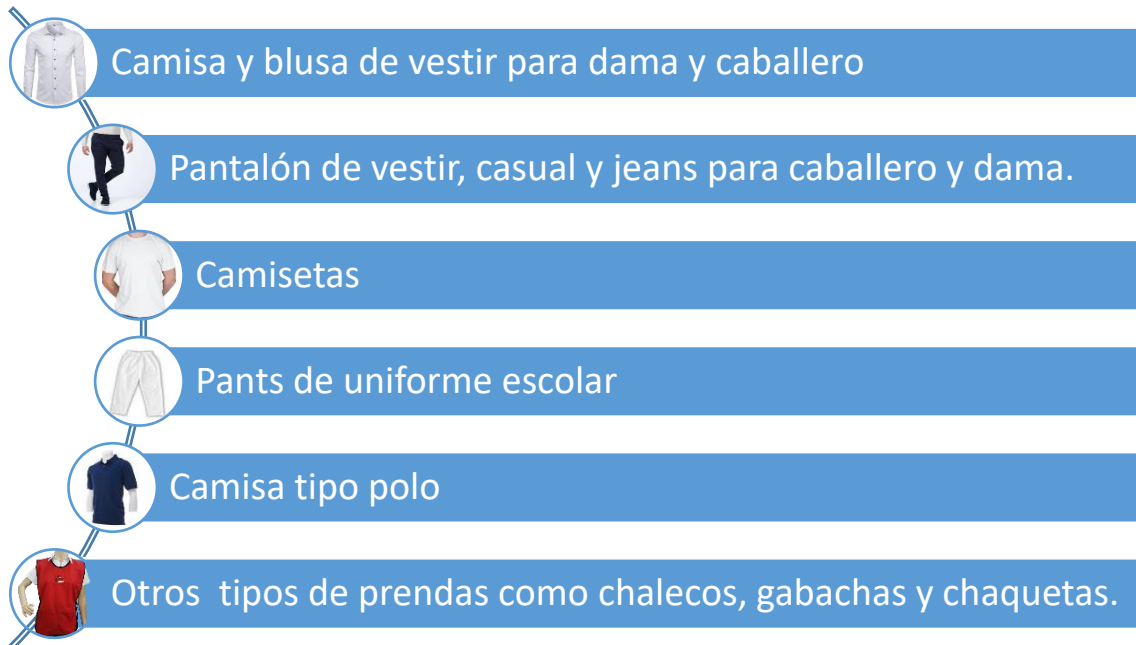 Camisa y blusa de vestir para dama y caballero
Pantalón de vestir, casual y jeans para caballero y dama.
Camisetas
Pants de uniforme escolar
Camisa tipo polo
Otros  tipos de prendas como chalecos, gabachas y chaquetas.